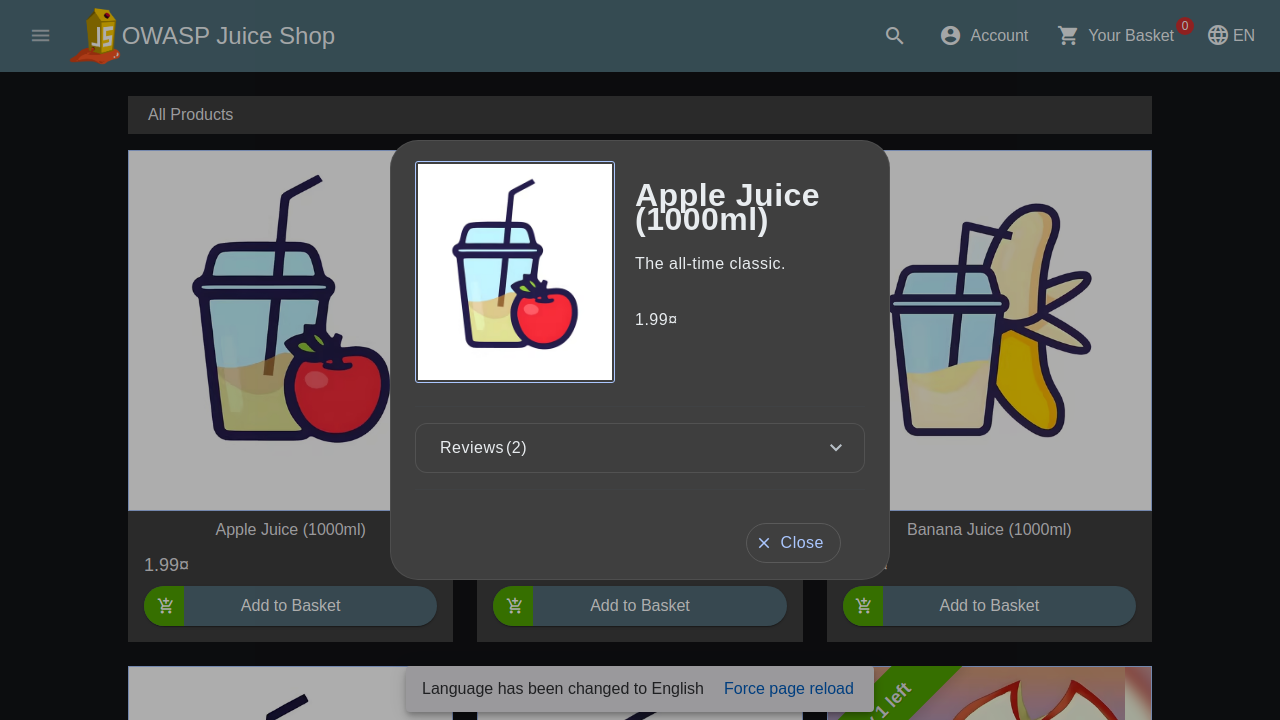 OWASP Juice Shop
Account
Your Basket
0
EN
All Products
Apple Juice
(1000ml)
The all-time classic.
1.99¤
Reviews (2)
Close
Apple Juice (1000ml)
Banana Juice (1000ml)
1.99¤
Add to Basket
Add to Basket
Add to Basket
Language has been changed to English
Force page reload
1 left